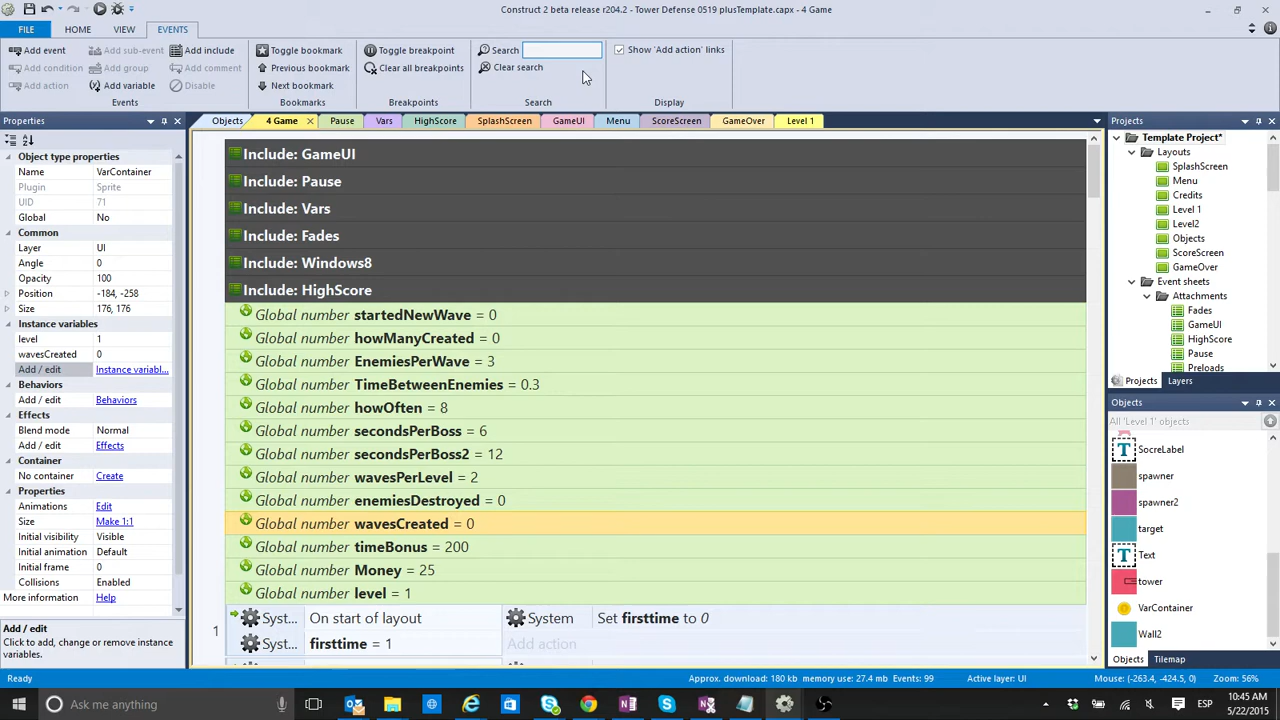 Construct 2 beta release r204.2 - Tower Defense 0519 plusTemplate.capx - 4 Game
FILE HOME VIEW EVENTS
Add event Add sub-event Add include
Add condition Add group Add comment
Add action Add variable Disable
Events
Toggle bookmark
Previous bookmark
Next bookmark
Bookmarks
Toggle breakpoint
Clear all breakpoints
Breakpoints
Search
Clear search
Search
Show 'Add action' links
Display
Properties
Object type properties
Name VarContainer
Plugin Sprite
UID 71
Global No
Common
Layer UI
Angle 0
Opacity 100
Position -184, -258
Size 176, 176
Instance variables
level 1
wavesCreated 0
Add / edit Instance variabl...
Behaviors
Add / edit Behaviors
Effects
Blend mode Normal
Add / edit Effects
Container
No container Create
Properties
Animations Edit
Size Make 1:1
Initial visibility Visible
Initial animation Default
Initial frame 0
Collisions Enabled
More information Help
Add / edit
Click to add, change or remove instance variables.
Objects 4 Game Pause Vars HighScore SplashScreen GameUI Menu ScoreScreen GameOver Level 1
Include: GameUI
Include: Pause
Include: Vars
Include: Fades
Include: Windows8
Include: HighScore
Global number startedNewWave = 0
Global number howManyCreated = 0
Global number EnemiesPerWave = 3
Global number TimeBetweenEnemies = 0.3
Global number howOften = 8
Global number secondsPerBoss = 6
Global number secondsPerBoss2 = 12
Global number wavesPerLevel = 2
Global number enemiesDestroyed = 0
Global number wavesCreated = 0
Global number timeBonus = 200
Global number Money = 25
Global number level = 1
1
Syst... On start of layout System Set firsttime to 0
Syst... firsttime = 1 Add action
Projects
Template Project*
Layouts
SplashScreen
Menu
Credits
Level 1
Level2
Objects
ScoreScreen
GameOver
Event sheets
Attachments
Fades
GameUI
HighScore
Pause
Preloads
Projects Layers
Objects
All 'Level 1' objects
SocreLabel
spawner
spawner2
target
Text
tower
VarContainer
Wall2
Objects Tilemap
Ready Approx. download: 180 kb memory use: 27.4 mb Events: 99 Active layer: UI Mouse: (-263.4, -424.5, 0) Zoom: 56%
Ask me anything
ESP
10:45 AM
5/22/2015